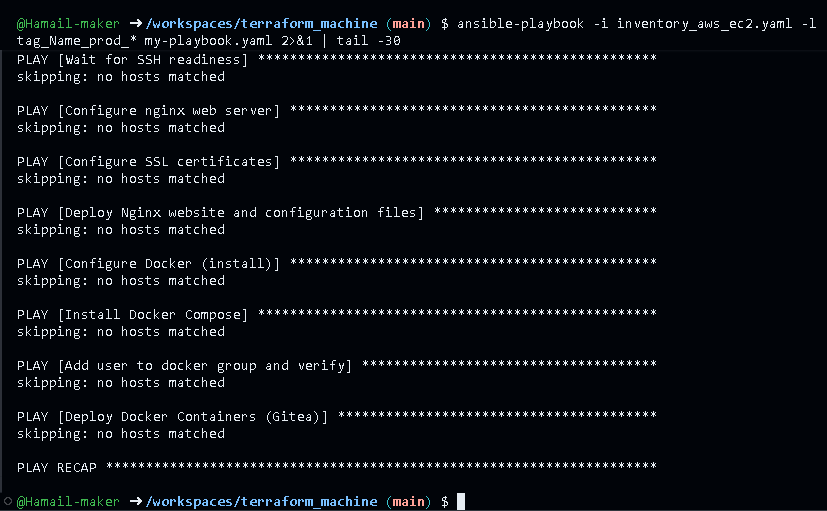 @Hamail-maker ➜/workspaces/terraform_machine (main) $ ansible-playbook -i inventory_aws_ec2.yaml -l
tag_Name_prod_* my-playbook.yaml 2>&1 | tail -30
PLAY [Wait for SSH readiness] **************************************************
skipping: no hosts matched
PLAY [Configure nginx web server] **********************************************
skipping: no hosts matched
PLAY [Configure SSL certificates] **********************************************
skipping: no hosts matched
PLAY [Deploy Nginx website and configuration files] ****************************
skipping: no hosts matched
PLAY [Configure Docker (install)] **********************************************
skipping: no hosts matched
PLAY [Install Docker Compose] **************************************************
skipping: no hosts matched
PLAY [Add user to docker group and verify] *************************************
skipping: no hosts matched
PLAY [Deploy Docker Containers (Gitea)] ****************************************
skipping: no hosts matched
PLAY RECAP *********************************************************************
@Hamail-maker ➜/workspaces/terraform_machine (main) $